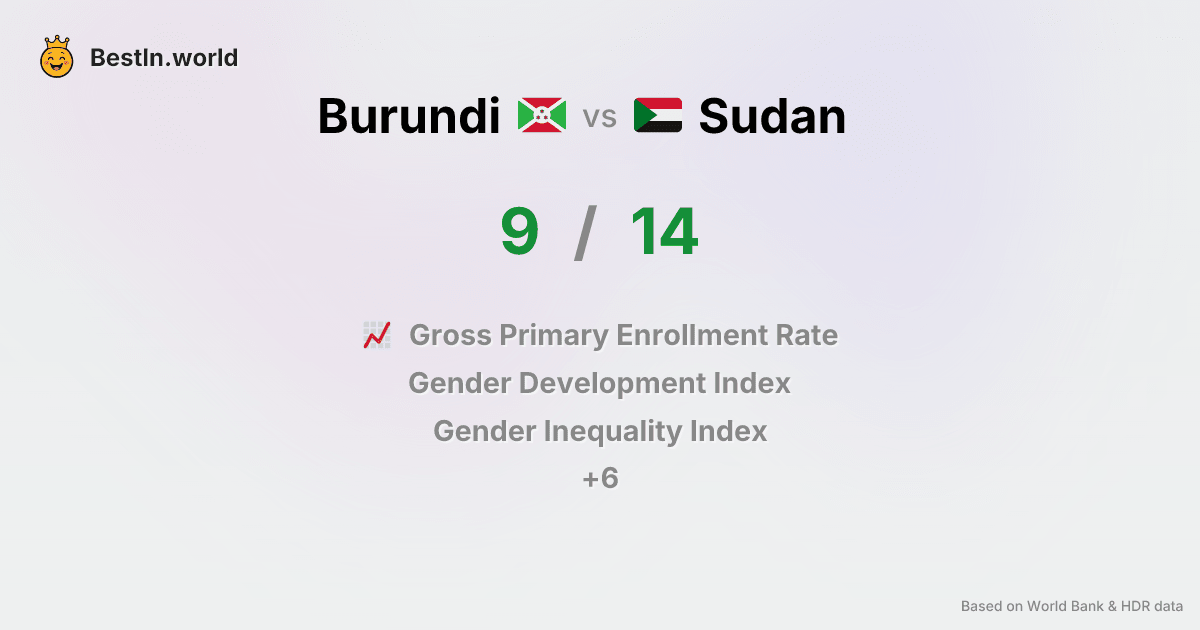 BestIn.world
Burundi vs Sudan
9 / 14
Gross Primary Enrollment Rate
Gender Development Index
Gender Inequality Index
+6
Based on World Bank & HDR data